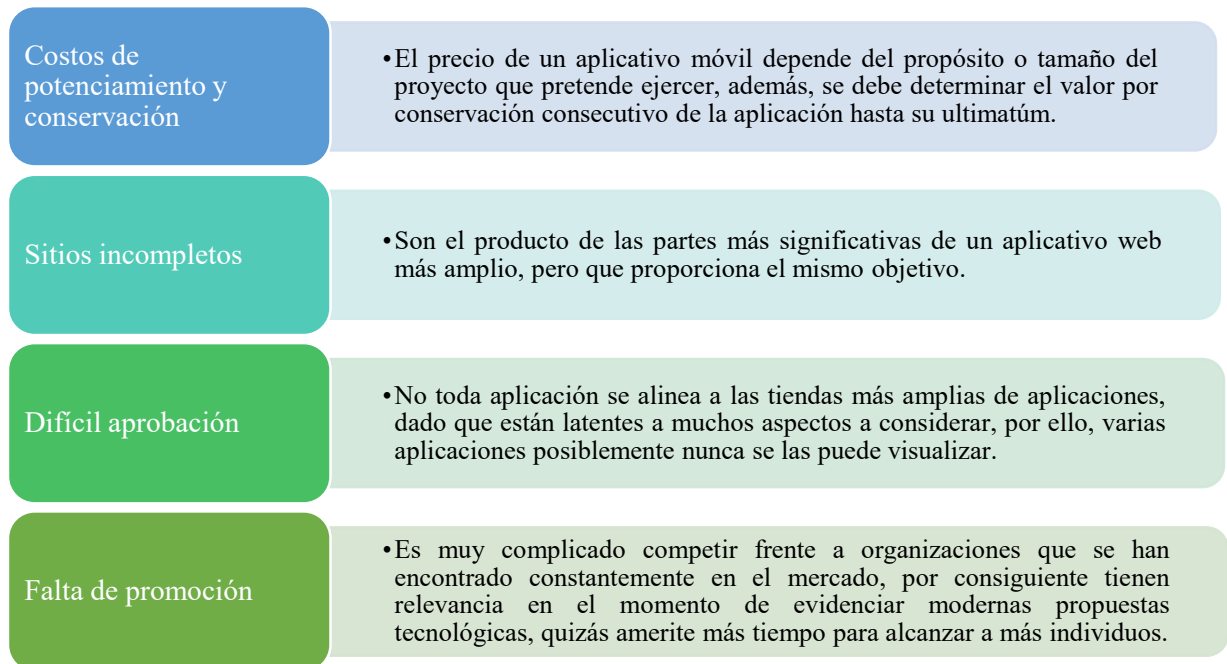 Costos de
potenciamiento y
conservación
•El precio de un aplicativo móvil depende del propósito o tamaño del
proyecto que pretende ejercer, además, se debe determinar el valor por
conservación consecutivo de la aplicación hasta su ultimatúm.
Sitios incompletos
•Son el producto de las partes más significativas de un aplicativo web
más amplio, pero que proporciona el mismo objetivo.
Difícil aprobación
•No toda aplicación se alinea a las tiendas más amplias de aplicaciones,
dado que están latentes a muchos aspectos a considerar, por ello, varias
aplicaciones posiblemente nunca se las puede visualizar.
Falta de promoción
•Es muy complicado competir frente a organizaciones que se han
encontrado constantemente en el mercado, por consiguiente tienen
relevancia en el momento de evidenciar modernas propuestas
tecnológicas, quizás amerite más tiempo para alcanzar a más individuos.